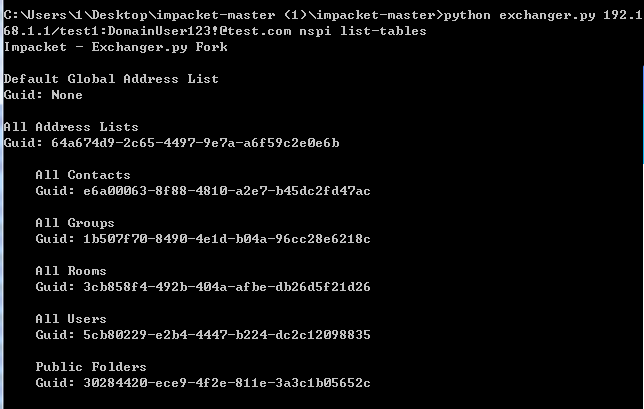 C:\Users\1\Desktop\impacket-master (1)\impacket-master>python exchanger.py 192.1
68.1.1/test1:DomainUser123!@test.com nspi list-tables
Impacket - Exchanger.py Fork
Default Global Address List
Guid: None
All Address Lists
Guid: 64a674d9-2c65-4497-9e7a-a6f59c2e0e6b
All Contacts
Guid: e6a00063-8f88-4810-a2e7-b45dc2fd47ac
All Groups
Guid: 1b507f70-8490-4e1d-b04a-96cc28e6218c
All Rooms
Guid: 3cb858f4-492b-404a-afbe-db26d5f21d26
All Users
Guid: 5cb80229-e2b4-4447-b224-dc2c12098835
Public Folders
Guid: 30284420-ece9-4f2e-811e-3a3c1b05652c